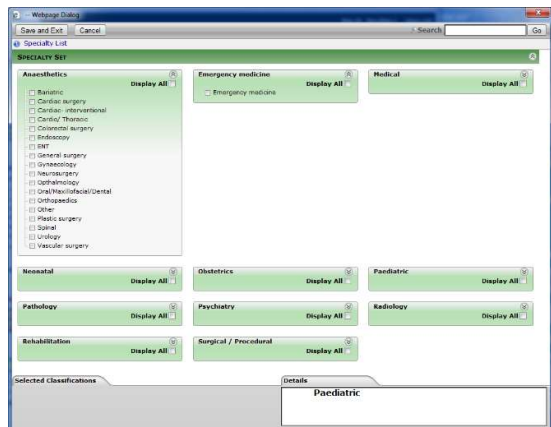 -- Webpage Dialog
Save and Exit Cancel Search Go
Specialty List
SPECIALTY SET
Anaesthetics
Display All
Bariatric
Cardiac surgery
Cardiac- interventional
Cardio/ Thoracic
Colorectal surgery
Endoscopy
ENT
General surgery
Gynaecology
Neurosurgery
Opthalmology
Oral/Maxillofacial/Dental
Orthopaedics
Other
Plastic surgery
Spinal
Urology
Vascular surgery
Emergency medicine
Display All
Emergency medicine
Medical
Display All
Neonatal
Display All
Obstetrics
Display All
Paediatric
Display All
Pathology
Display All
Psychiatry
Display All
Radiology
Display All
Rehabilitation
Display All
Surgical / Procedural
Display All
Selected Classifications
Details
Paediatric